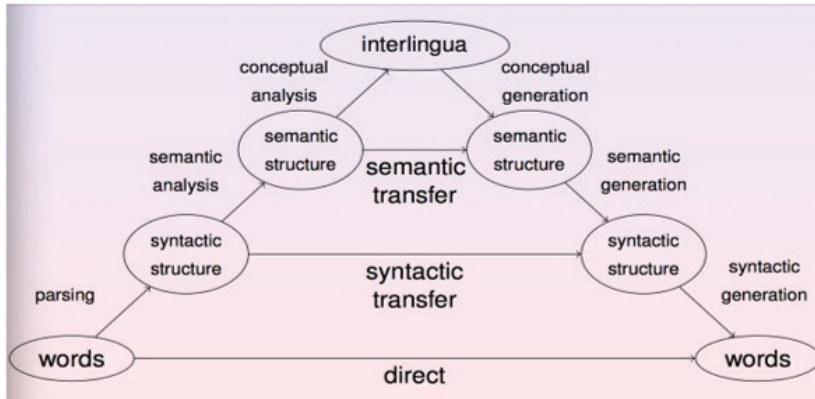 interlingua
conceptual
analysis
conceptual
generation
semantic
structure
semantic
structure
semantic
transfer
semantic
analysis
semantic
generation
syntactic
structure
syntactic
structure
syntactic
transfer
parsing
syntactic
generation
words
words
direct